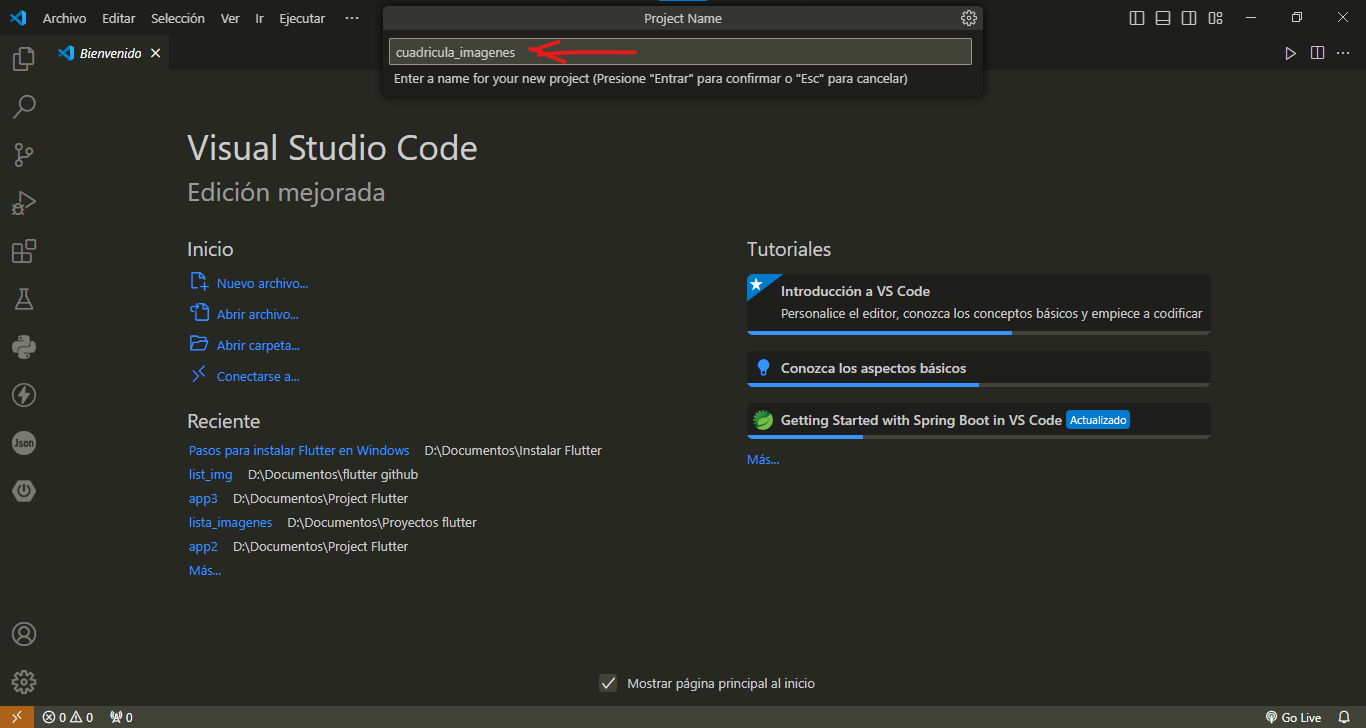 Archivo Editar Selección Ver Ir Ejecutar ···
Project Name
Bienvenido
cuadricula_imagenes
Enter a name for your new project (Presione "Entrar" para confirmar o "Esc" para cancelar)
Visual Studio Code
Edición mejorada
Inicio
Nuevo archivo...
Abrir archivo...
Abrir carpeta...
Conectarse a...
Reciente
Pasos para instalar Flutter en Windows D:\Documentos\Instalar Flutter
list_img D:\Documentos\flutter github
app3 D:\Documentos\Project Flutter
lista_imagenes D:\Documentos\Proyectos flutter
app2 D:\Documentos\Project Flutter
Más...
Tutoriales
Introducción a VS Code
Personalice el editor, conozca los conceptos básicos y empiece a codificar
Conozca los aspectos básicos
Getting Started with Spring Boot in VS Code Actualizado
Más...
Json
Mostrar página principal al inicio
0 0 0
Go Live